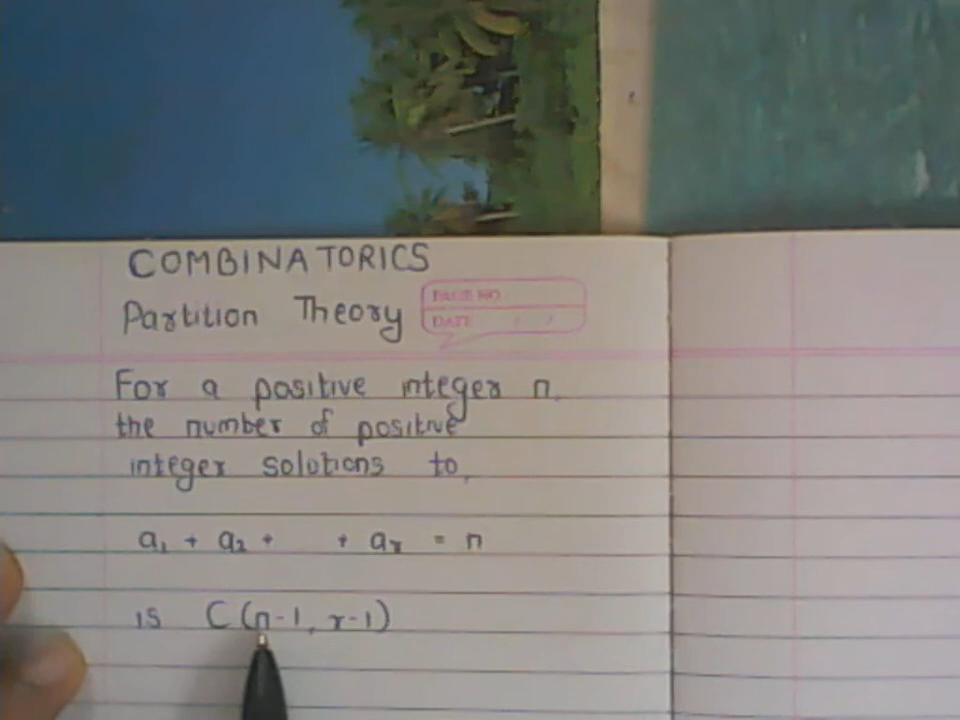 COMBINATORICS
Partition Theory
PAGE NO
DATE / /
For a positive integer n,
the number of positive
integer solutions to,
a₁ + a₂ + + aᵣ = n
is C(n-1, r-1)